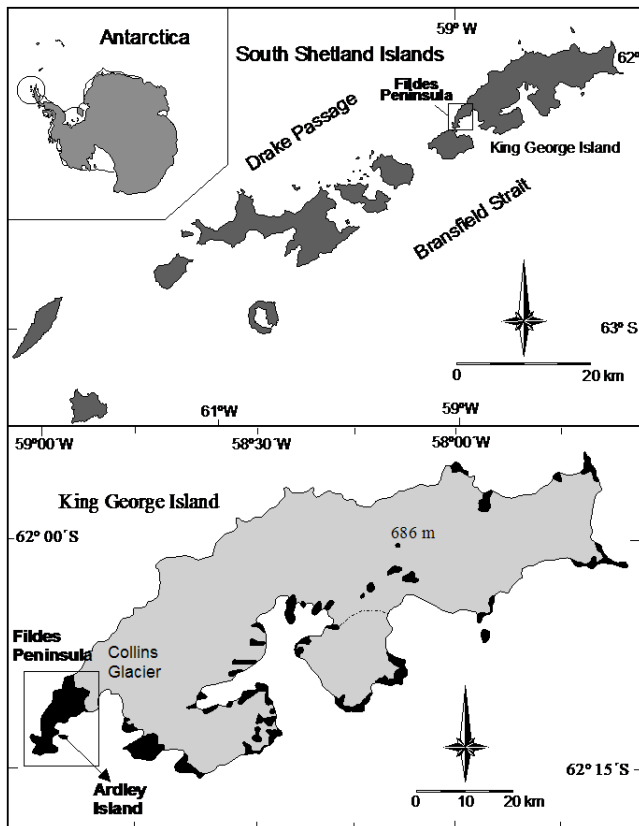 Antarctica
South Shetland Islands
59° W
62°
Fildes
Peninsula
King George Island
Drake Passage
Bransfield Strait
63° S
0 20 km
61°W
59°W
59°00´W
58°30´W
58°00´W
King George Island
62° 00´S
686 m
Fildes
Peninsula
Collins
Glacier
Ardley
Island
62° 15´S
0 10 20 km